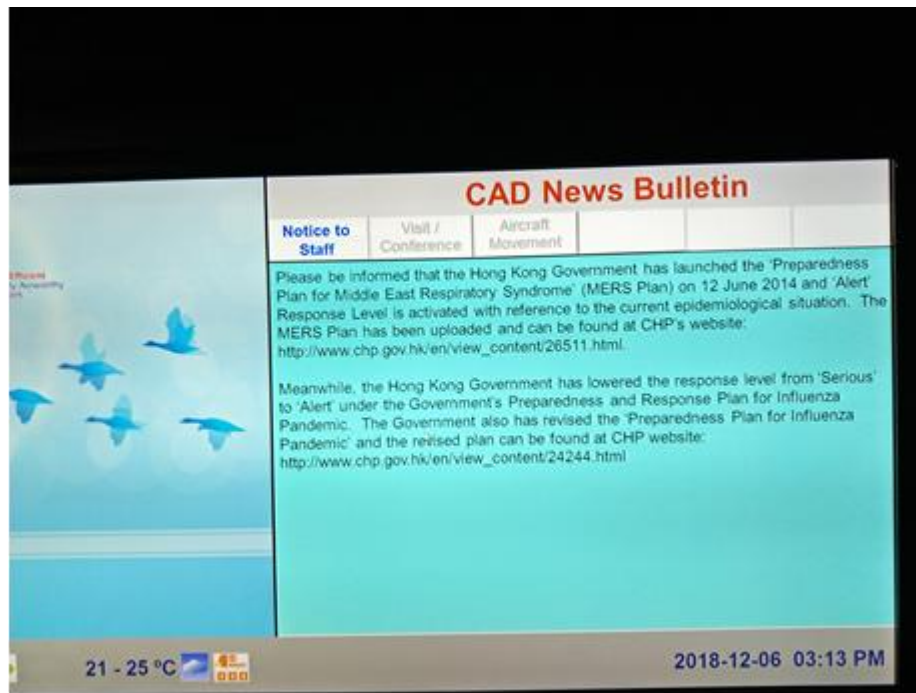 CAD News Bulletin
Notice to Staff
Visit / Conference
Aircraft Movement
Please be informed that the Hong Kong Government has launched the 'Preparedness
Plan for Middle East Respiratory Syndrome' (MERS Plan) on 12 June 2014 and 'Alert'
Response Level is activated with reference to the current epidemiological situation. The
MERS Plan has been uploaded and can be found at CHP's website:
http://www.chp.gov.hk/en/view_content/26511.html.
Meanwhile, the Hong Kong Government has lowered the response level from 'Serious'
to 'Alert' under the Government's Preparedness and Response Plan for Influenza
Pandemic. The Government also has revised the 'Preparedness Plan for Influenza
Pandemic' and the revised plan can be found at CHP website:
http://www.chp.gov.hk/en/view_content/24244.html
21 - 25 ºC
2018-12-06 03:13 PM